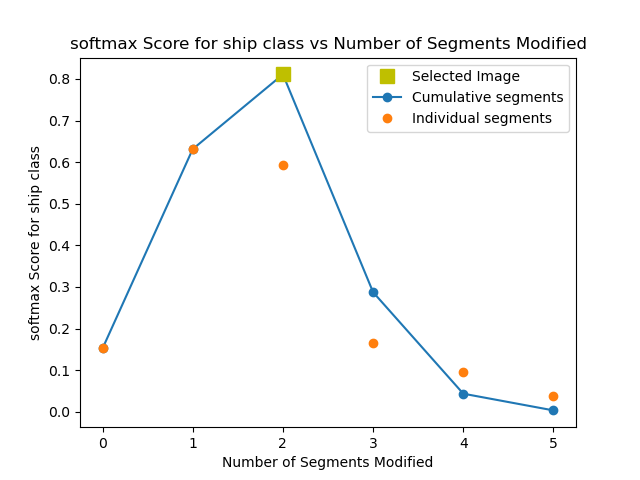 softmax Score for ship class vs Number of Segments Modified
Selected Image
Cumulative segments
Individual segments
softmax Score for ship class
0.8
0.7
0.6
0.5
0.4
0.3
0.2
0.1
0.0
0 1 2 3 4 5
Number of Segments Modified